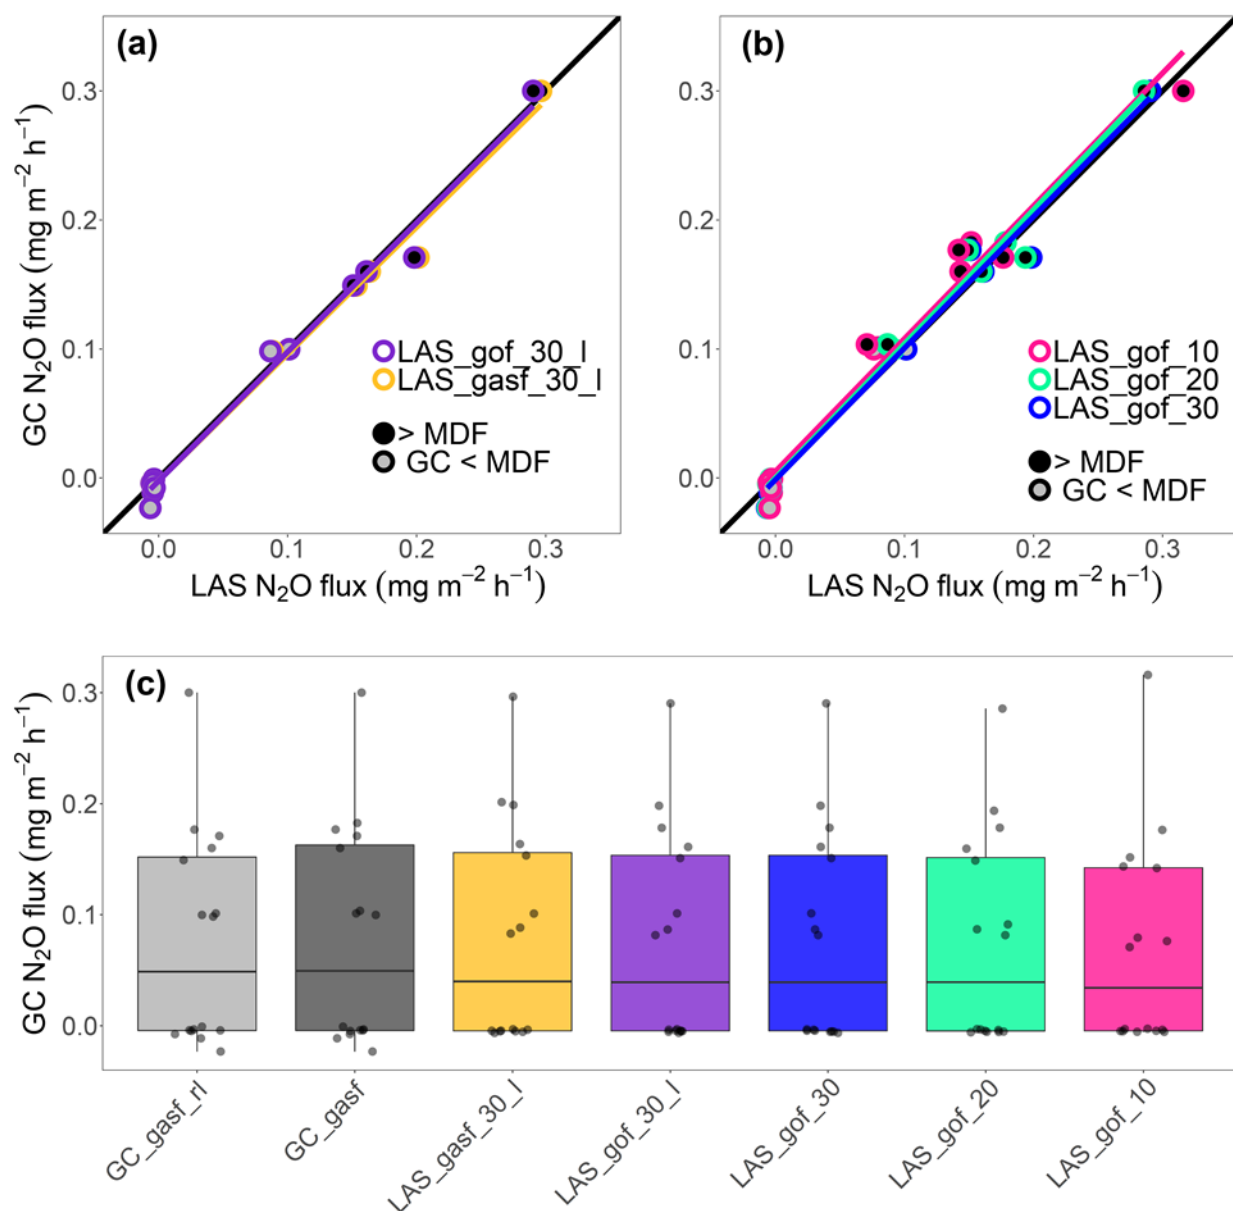 (a)
GC N₂O flux (mg m⁻² h⁻¹)
0.3
0.2
0.1
0.0
LAS_gof_30_l
LAS_gasf_30_l
> MDF
GC < MDF
0.0 0.1 0.2 0.3
LAS N₂O flux (mg m⁻² h⁻¹)
(b)
0.3
0.2
0.1
0.0
LAS_gof_10
LAS_gof_20
LAS_gof_30
> MDF
GC < MDF
0.0 0.1 0.2 0.3
LAS N₂O flux (mg m⁻² h⁻¹)
(c)
GC N₂O flux (mg m⁻² h⁻¹)
0.3
0.2
0.1
0.0
GC_gasf_rl
GC_gasf
LAS_gasf_30_l
LAS_gof_30_l
LAS_gof_30
LAS_gof_20
LAS_gof_10